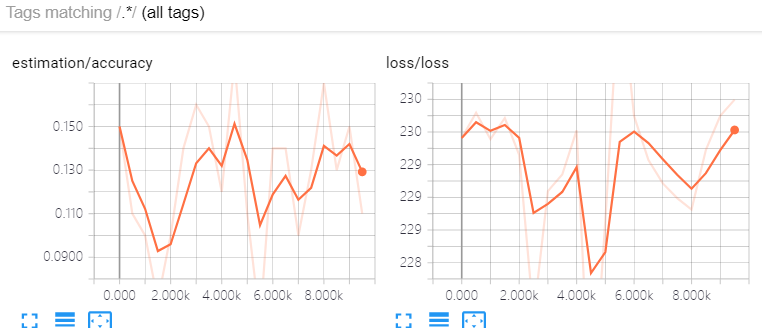 Tags matching /.*/ (all tags)
estimation/accuracy
loss/loss
0.150
0.130
0.110
0.0900
0.000 2.000k 4.000k 6.000k 8.000k
230
230
229
229
229
228
0.000 2.000k 4.000k 6.000k 8.000k